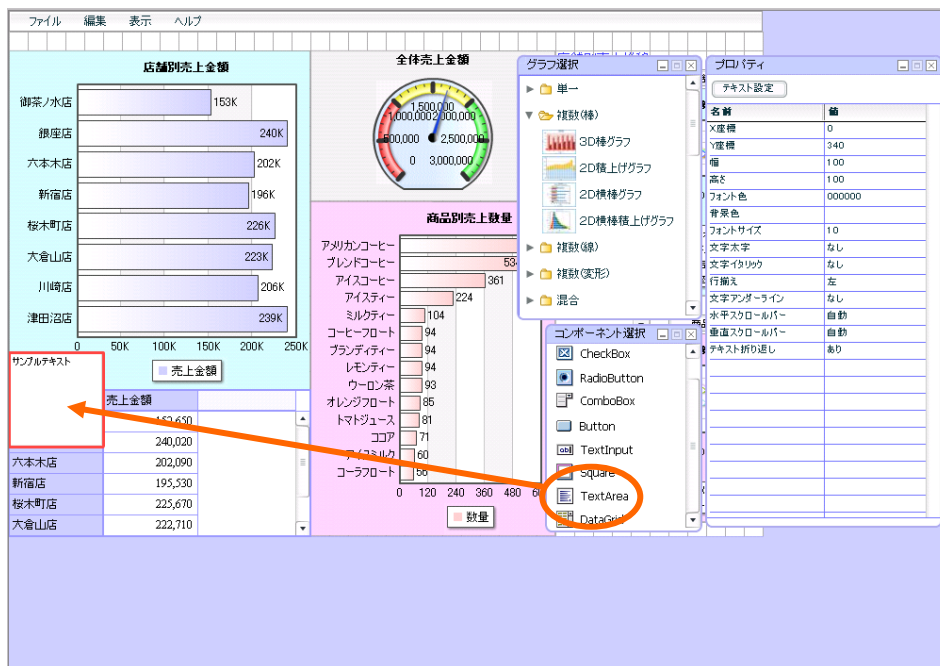 ファイル 編集 表示 ヘルプ
店舗別売上金額
御茶ノ水店 153K
銀座店 240K
六本木店 202K
新宿店 196K
桜木町店 226K
大倉山店 223K
川崎店 206K
津田沼店 239K
0 50K 100K 150K 200K 250K
売上金額
全体売上金額
1,500,000
1,000,000 2,000,000
500,000 2,500,000
0 3,000,000
商品別売上数量
アメリカンコーヒー
ブレンドコーヒー 534
アイスコーヒー 361
アイスティー 224
ミルクティー 104
コーヒーフロート 94
ブランディティー 94
レモンティー 94
ウーロン茶 93
オレンジフロート 85
トマトジュース 81
ココア 71
アイスミルク 60
コーラフロート 56
0 120 240 360 480
数量
サンプルテキスト
売上金額
240,020
六本木店 202,090
新宿店 195,530
桜木町店 225,670
大倉山店 222,710
グラフ選択
単一
複数(棒)
3D棒グラフ
2D積上げグラフ
2D横棒グラフ
2D横棒積上げグラフ
複数(線)
複数(変形)
混合
コンポーネント選択
CheckBox
RadioButton
ComboBox
Button
TextInput
Square
TextArea
DataGrid
プロパティ
テキスト設定
名前 値
X座標 0
Y座標 340
幅 100
高さ 100
フォント色 000000
背景色
フォントサイズ 10
文字太字 なし
文字イタリック なし
行揃え 左
文字アンダーライン なし
水平スクロールバー 自動
垂直スクロールバー 自動
テキスト折り返し あり